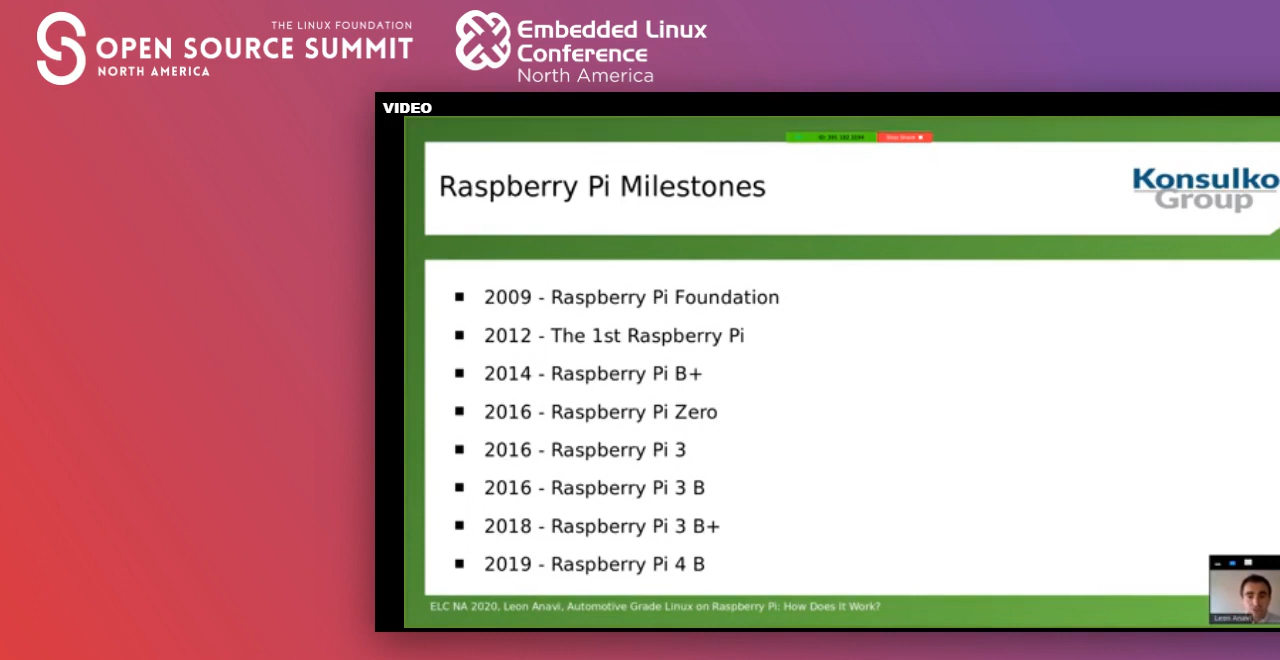 THE LINUX FOUNDATION
OPEN SOURCE SUMMIT
NORTH AMERICA
Embedded Linux
Conference
North America
VIDEO
Stop Share
Raspberry Pi Milestones
Konsulko
Group
■ 2009 - Raspberry Pi Foundation
■ 2012 - The 1st Raspberry Pi
■ 2014 - Raspberry Pi B+
■ 2016 - Raspberry Pi Zero
■ 2016 - Raspberry Pi 3
■ 2016 - Raspberry Pi 3 B
■ 2018 - Raspberry Pi 3 B+
■ 2019 - Raspberry Pi 4 B
ELC NA 2020, Leon Anavi, Automotive Grade Linux on Raspberry Pi: How Does It Work?
Leon Anavi